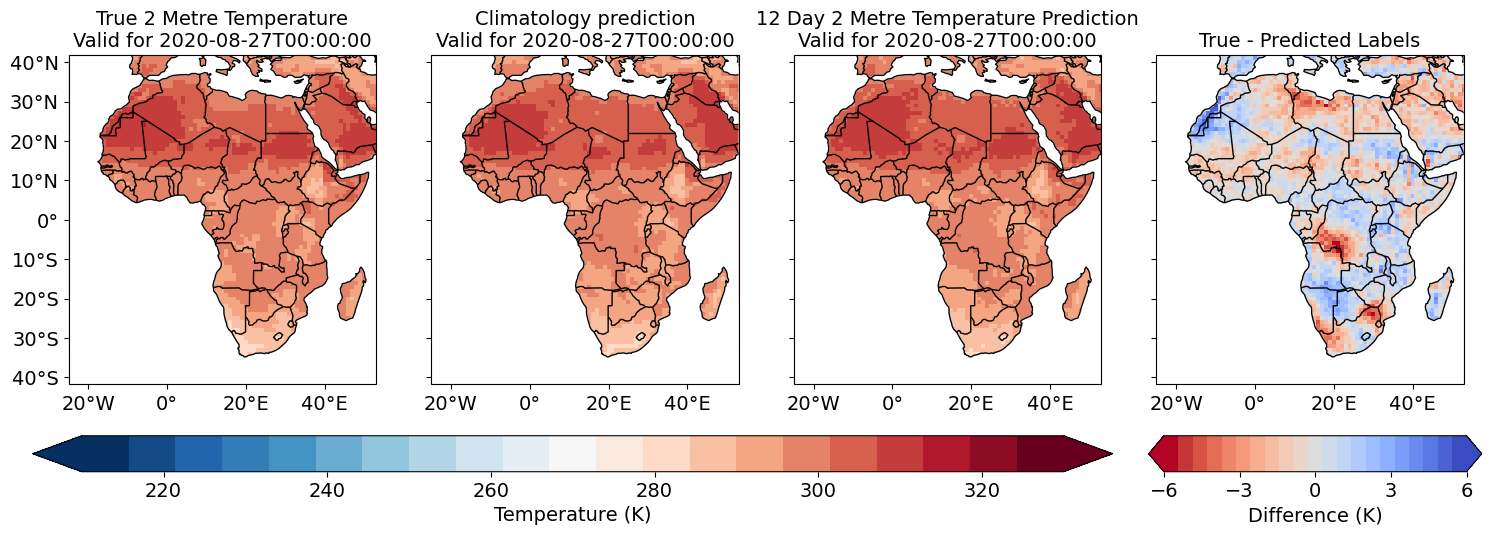 True 2 Metre Temperature
Valid for 2020-08-27T00:00:00
Climatology prediction
Valid for 2020-08-27T00:00:00
12 Day 2 Metre Temperature Prediction
Valid for 2020-08-27T00:00:00
True - Predicted Labels
40°N
30°N
20°N
10°N
0°
10°S
20°S
30°S
40°S
20°W 0° 20°E 40°E
20°W 0° 20°E 40°E
20°W 0° 20°E 40°E
20°W 0° 20°E 40°E
220 240 260 280 300 320
Temperature (K)
−6 −3 0 3 6
Difference (K)